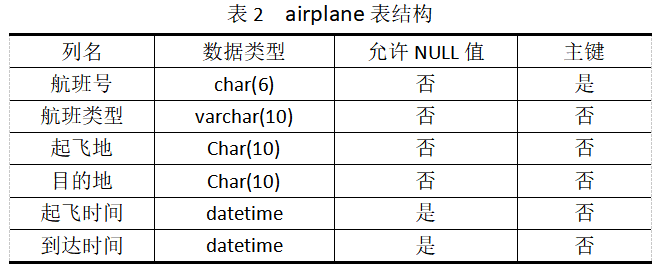 表 2 airplane 表结构
列名 数据类型 允许 NULL 值 主键
航班号 char(6) 否 是
航班类型 varchar(10) 否 否
起飞地 Char(10) 否 否
目的地 Char(10) 否 否
起飞时间 datetime 是 否
到达时间 datetime 是 否